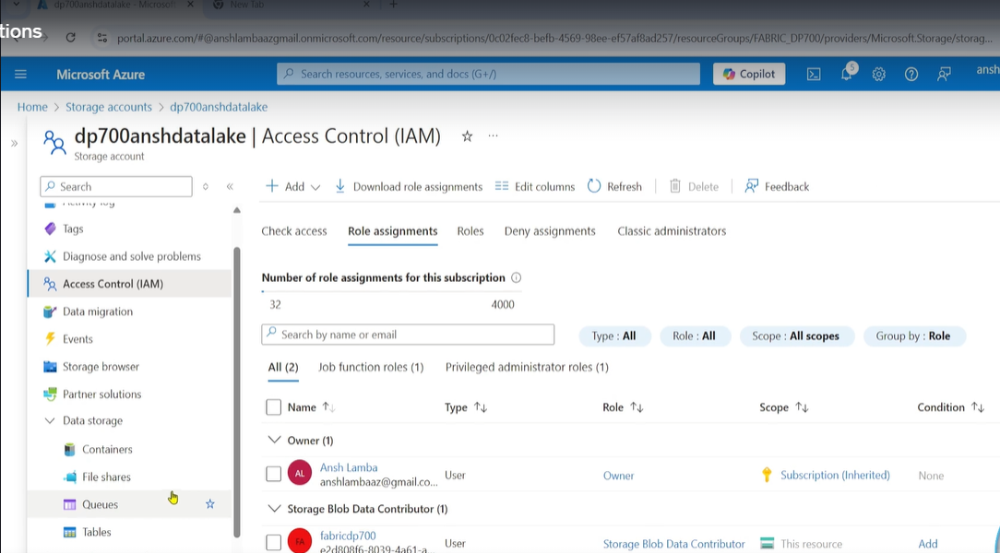 dp700anshdatalake - Microsoft
New Tab
tions
portal.azure.com/#@anshlambaazgmail.onmicrosoft.com/resource/subscriptions/0c02fec8-befb-4569-98ee-ef57af8ad257/resourceGroups/FABRIC_DP700/providers/Microsoft.Storage/storag...
Microsoft Azure
Search resources, services, and docs (G+/)
Copilot
5
ansh
Home > Storage accounts > dp700anshdatalake
dp700anshdatalake | Access Control (IAM)
Storage account
Search
Add
Download role assignments
Edit columns
Refresh
Delete
Feedback
Activity log
Tags
Diagnose and solve problems
Access Control (IAM)
Data migration
Events
Storage browser
Partner solutions
Data storage
Containers
File shares
Queues
Tables
Check access
Role assignments
Roles
Deny assignments
Classic administrators
Number of role assignments for this subscription
32
4000
Search by name or email
Type : All
Role : All
Scope : All scopes
Group by : Role
All (2)
Job function roles (1)
Privileged administrator roles (1)
Name
Type
Role
Scope
Condition
Owner (1)
AL
Ansh Lamba
anshlambaaz@gmail.co...
User
Owner
Subscription (Inherited)
None
Storage Blob Data Contributor (1)
FA
fabricdp700
e2d808f6-8039-4a61-a...
User
Storage Blob Data Contributor
This resource
Add